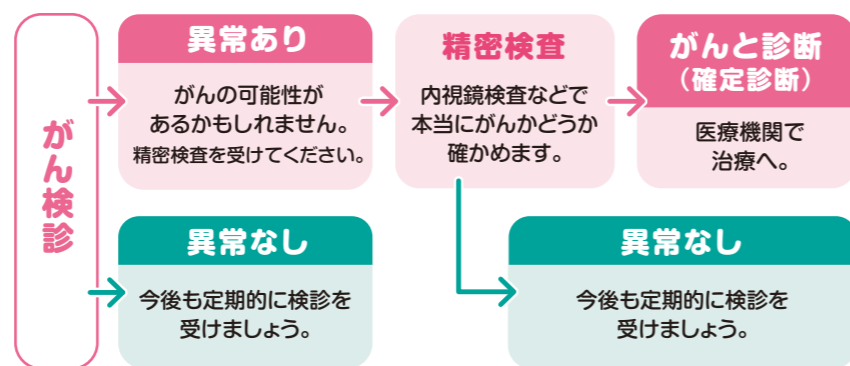 がん検診
異常あり
がんの可能性が
あるかもしれません。
精密検査を受けてください。
精密検査
内視鏡検査などで
本当にがんかどうか
確かめます。
がんと診断
（確定診断）
医療機関で
治療へ。
異常なし
今後も定期的に検診を
受けましょう。
異常なし
今後も定期的に検診を
受けましょう。